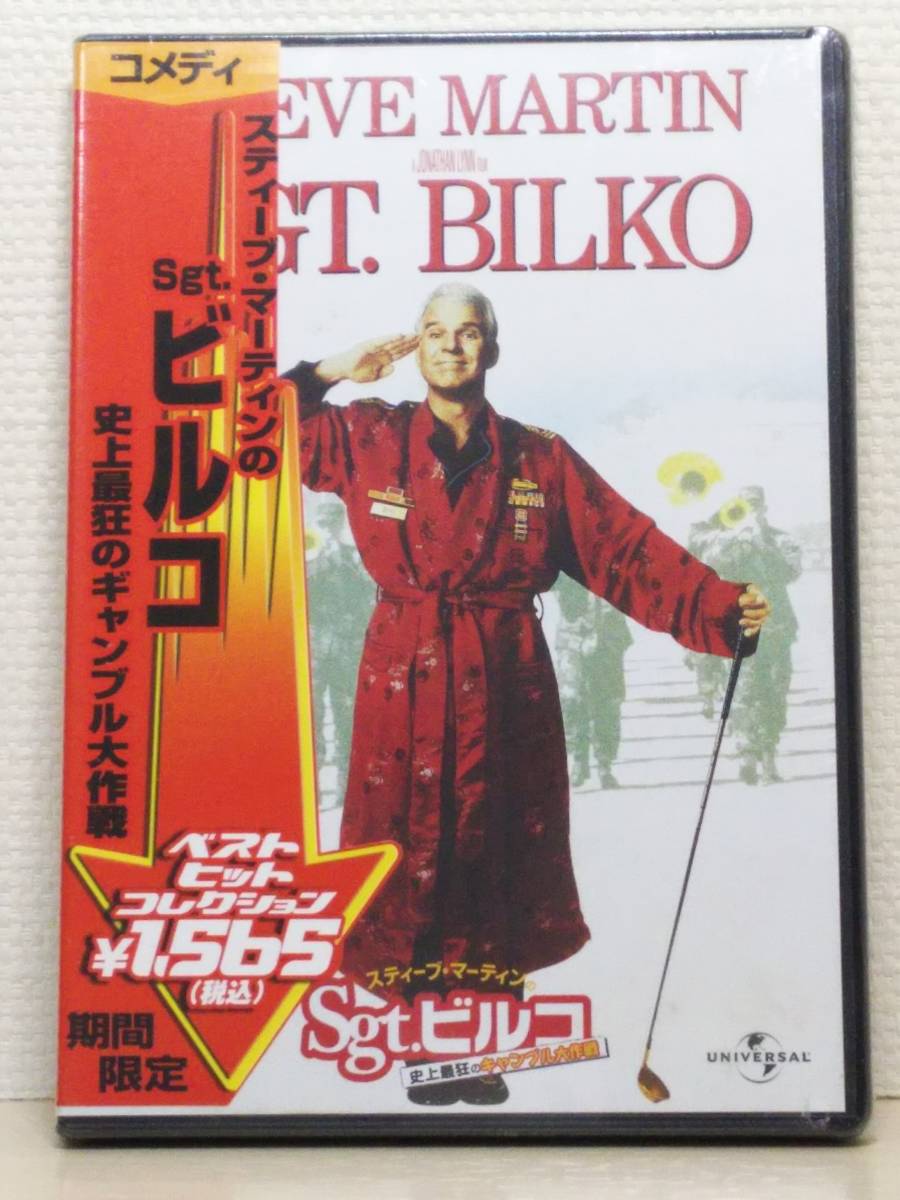 コメディ
スティーブ・マーティンの
Sgt.
ビルコ
史上最狂のギャンブル大作戦
ベスト
ヒット
コレクション
¥1,565
(税込)
期間
限定
EVE MARTIN
A JONATHAN LYNN FILM
GT. BILKO
スティーブ・マーティンの
Sgt.ビルコ
史上最狂のギャンブル大作戦
UNIVERSAL